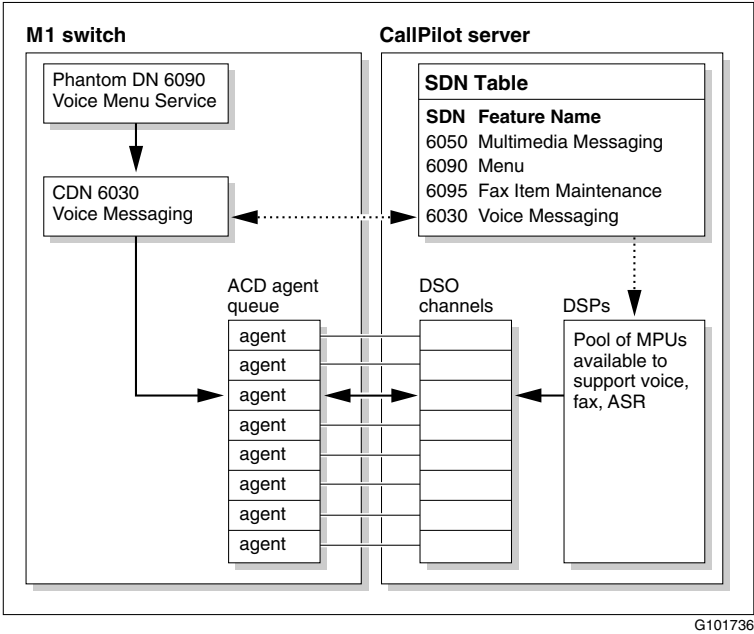 M1 switch
CallPilot server
Phantom DN 6090
Voice Menu Service
CDN 6030
Voice Messaging
SDN Table
SDN Feature Name
6050 Multimedia Messaging
6090 Menu
6095 Fax Item Maintenance
6030 Voice Messaging
ACD agent
queue
agent
agent
agent
agent
agent
agent
agent
agent
DSO
channels
DSPs
Pool of MPUs
available to
support voice,
fax, ASR
G101736